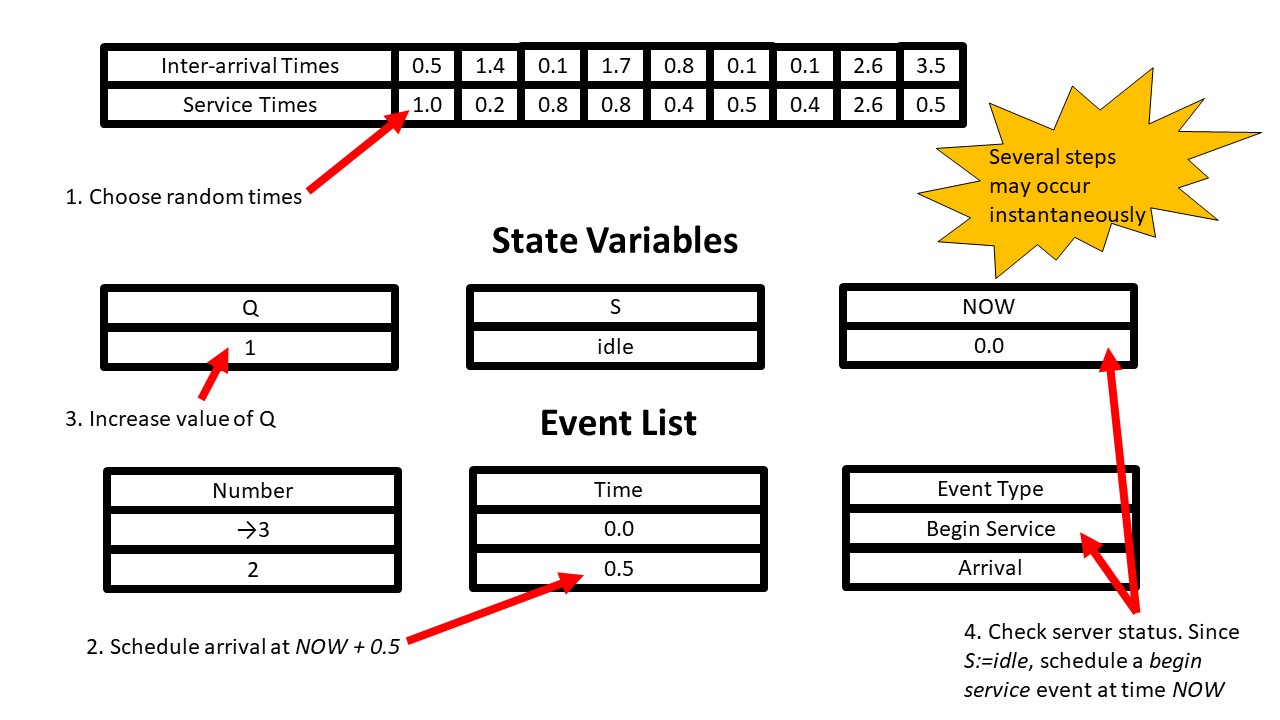 Inter-arrival Times 0.5 1.4 0.1 1.7 0.8 0.1 0.1 2.6 3.5
Service Times 1.0 0.2 0.8 0.8 0.4 0.5 0.4 2.6 0.5
Several steps
may occur
instantaneously
1. Choose random times
State Variables
Q S NOW
1 idle 0.0
3. Increase value of Q
Event List
Number Time Event Type
→3 0.0 Begin Service
2 0.5 Arrival
2. Schedule arrival at NOW + 0.5
4. Check server status. Since
S:=idle, schedule a begin
service event at time NOW